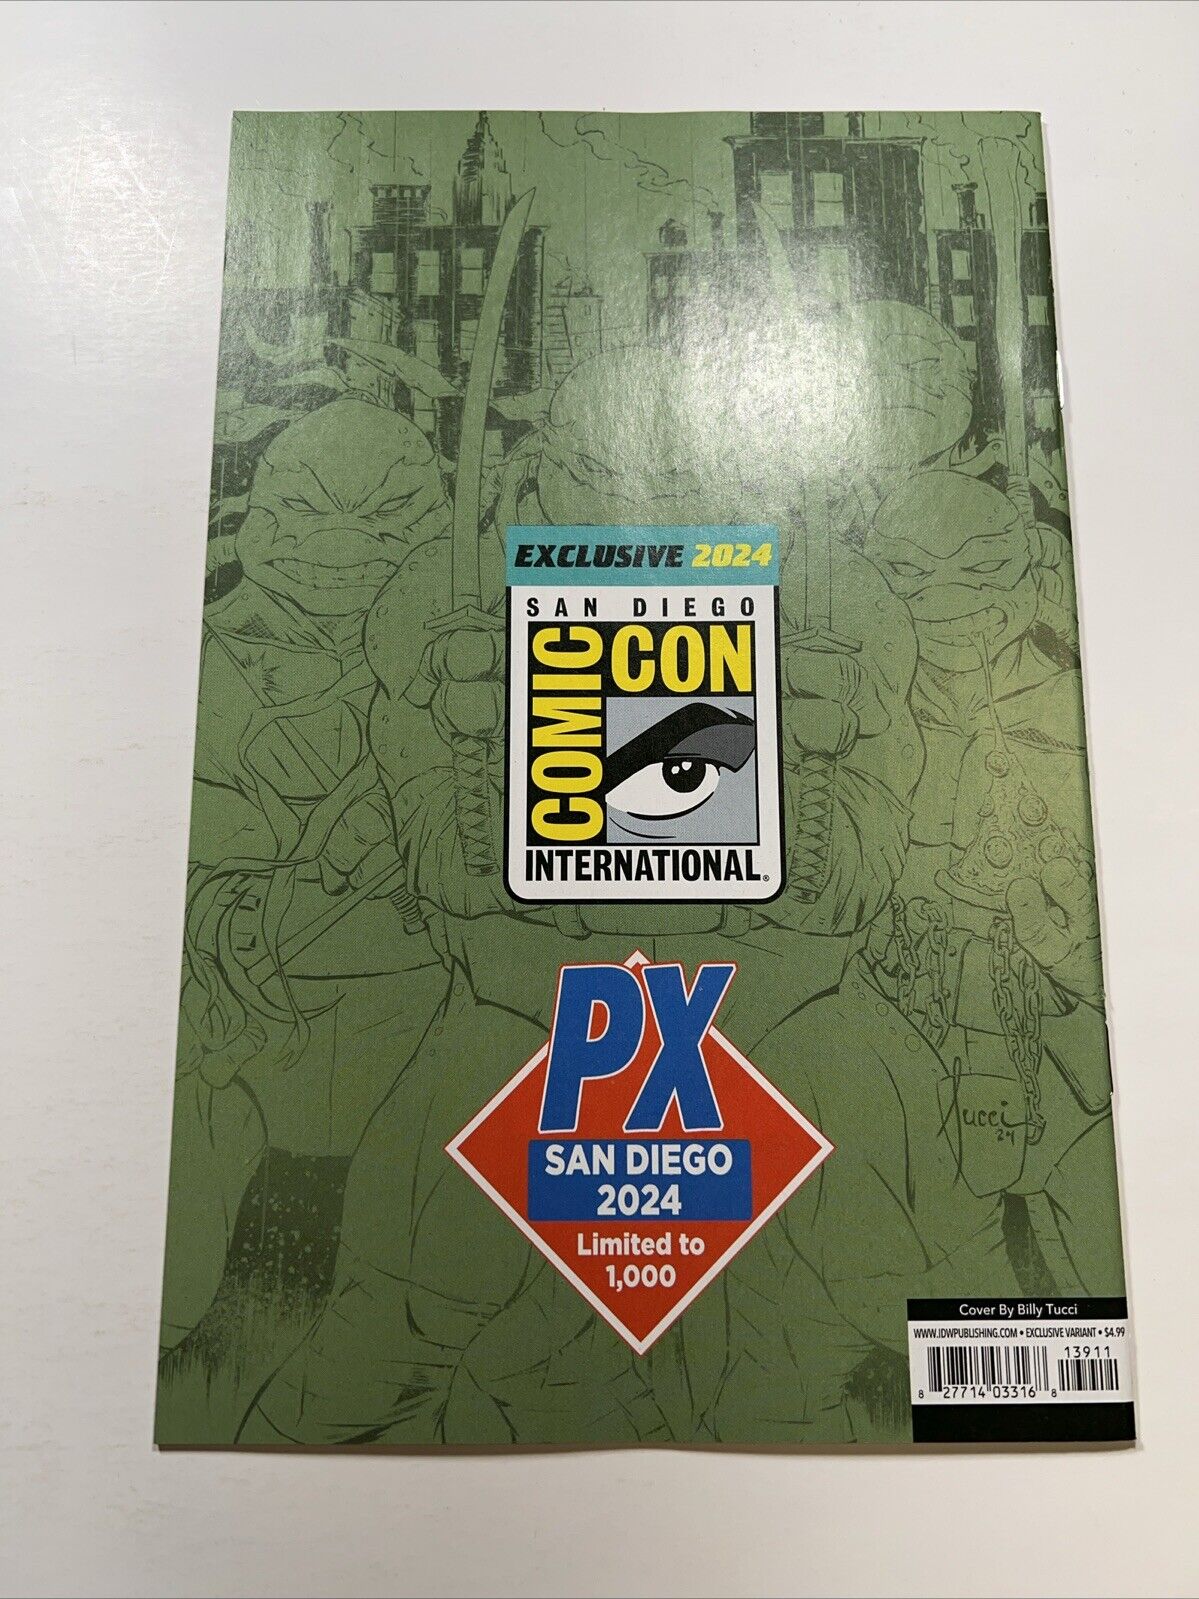 EXCLUSIVE 2024
SAN DIEGO
COMIC
CON
INTERNATIONAL®
PX
SAN DIEGO
2024
Limited to
1,000
Tucci
24
Cover By Billy Tucci
WWW.IDWPUBLISHING.COM • EXCLUSIVE VARIANT • $4.99
13911
8 27714 03316 8